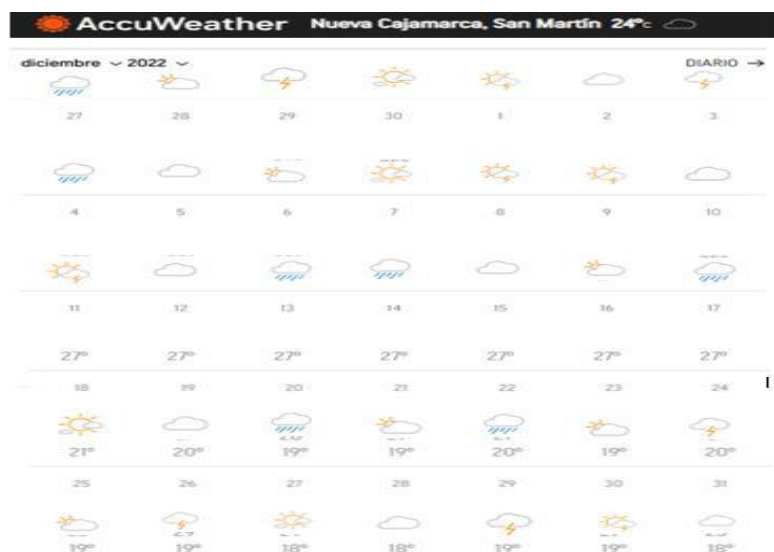 AccuWeather Nueva Cajamarca, San Martín 24°c
diciembre 2022 DIARIO →
27 28 29 30 1 2 3
4 5 6 7 8 9 10
11 12 13 14 15 16 17
27° 27° 27° 27° 27° 27° 27°
18 19 20 21 22 23 24
21° 20° 19° 19° 20° 19° 20°
25 26 27 28 29 30 31
19° 19° 18° 18° 19° 19° 18°